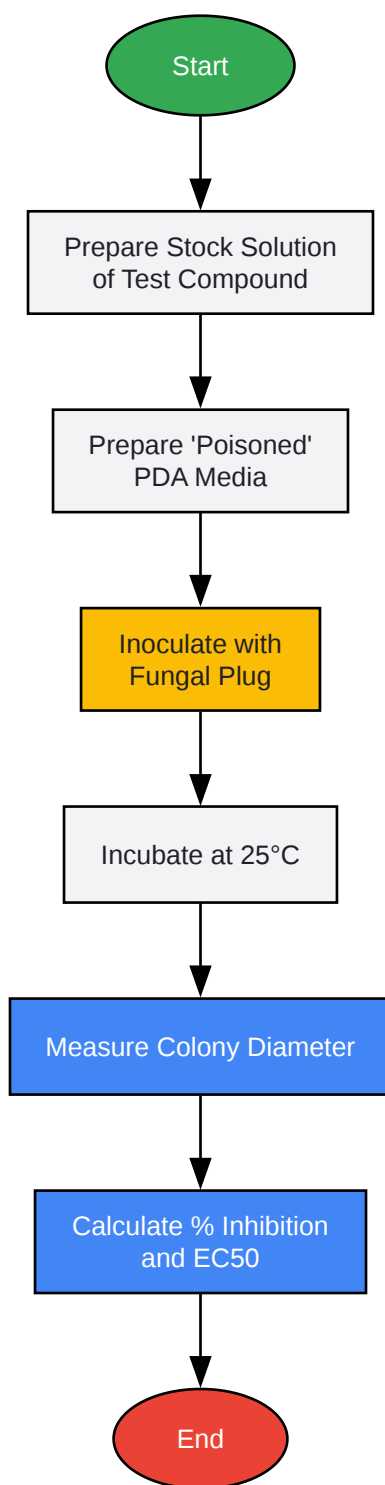 Start
Prepare Stock Solution
of Test Compound
Prepare 'Poisoned'
PDA Media
Inoculate with
Fungal Plug
Incubate at 25°C
Measure Colony Diameter
Calculate % Inhibition
and EC50
End